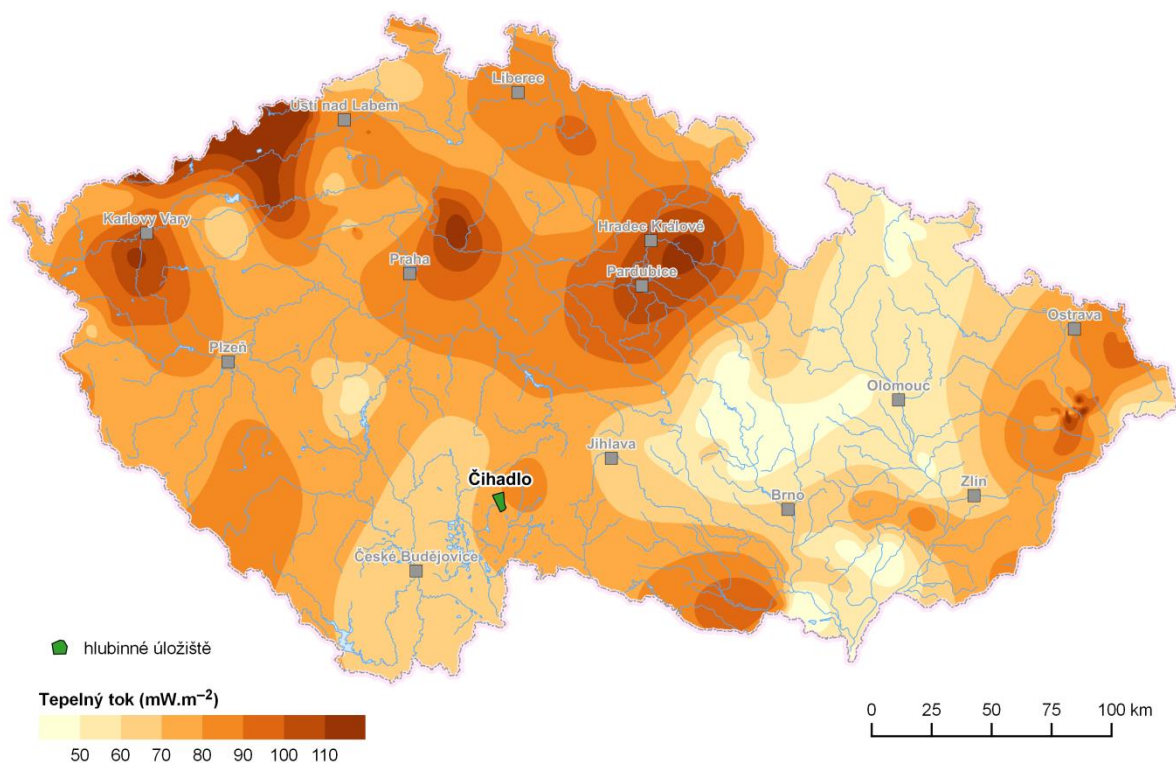 Liberec
Ústí nad Labem
Karlovy Vary
Hradec Králové
Praha
Pardubice
Ostrava
Plzeň
Olomouc
Jihlava
Čihadlo
Zlín
Brno
České Budějovice
hlubinné úložiště
Tepelný tok (mW.m⁻²)
50 60 70 80 90 100 110
0 25 50 75 100 km